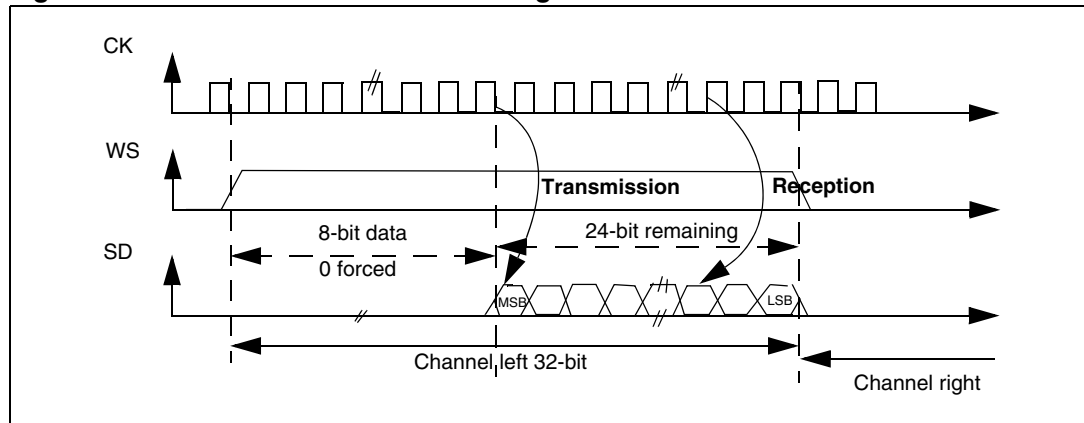 CK
WS
Transmission
Reception
8-bit data
0 forced
24-bit remaining
SD
MSB
LSB
Channel left 32-bit
Channel right